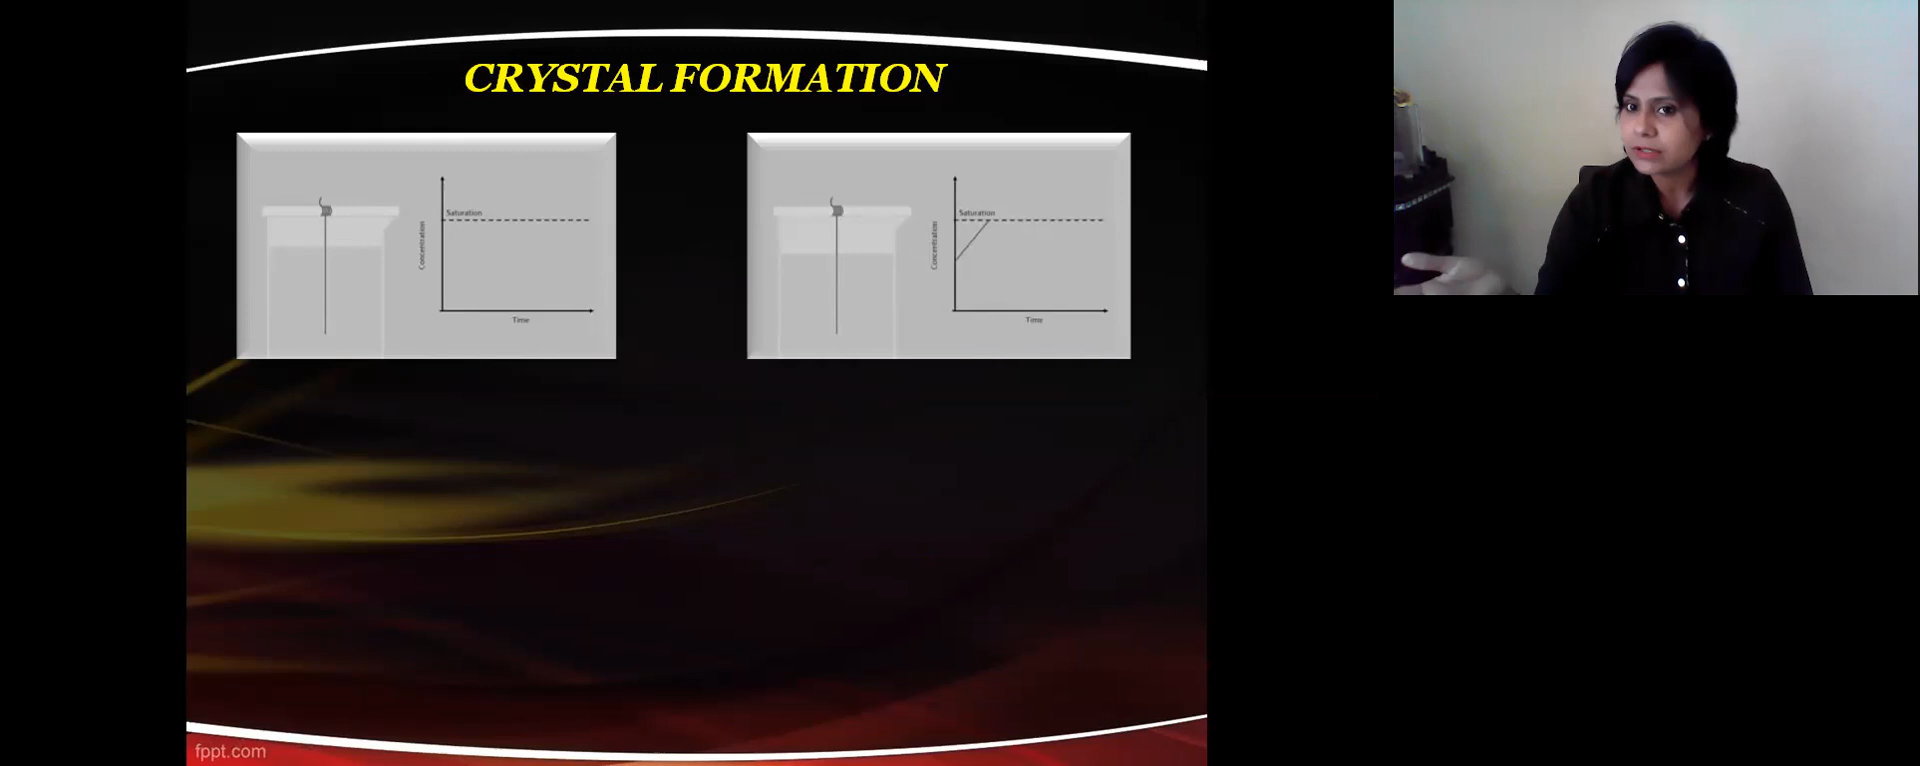 CRYSTAL FORMATION
Saturation
Concentration
Time
Saturation
Concentration
Time
fppt.com